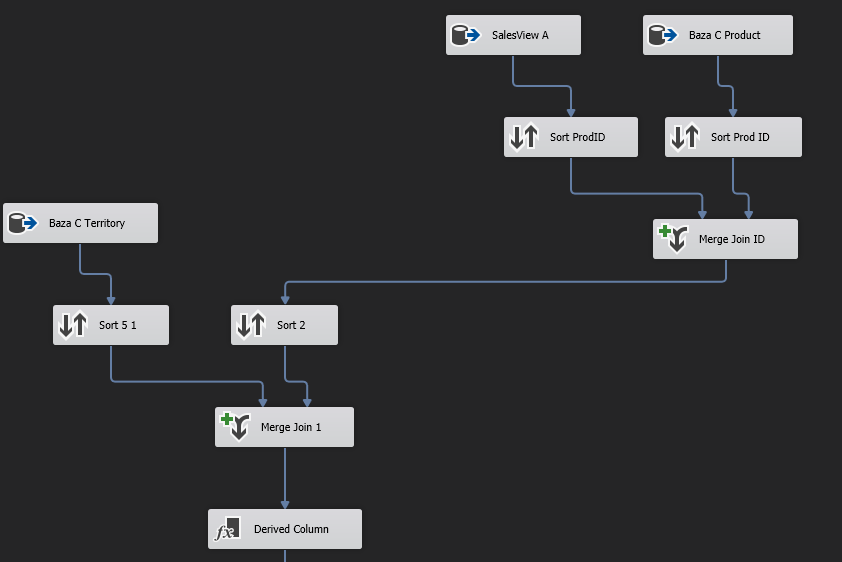 SalesView A
Baza C Product
Sort ProdID
Sort Prod ID
Baza C Territory
Merge Join ID
Sort 5 1
Sort 2
Merge Join 1
fx
Derived Column